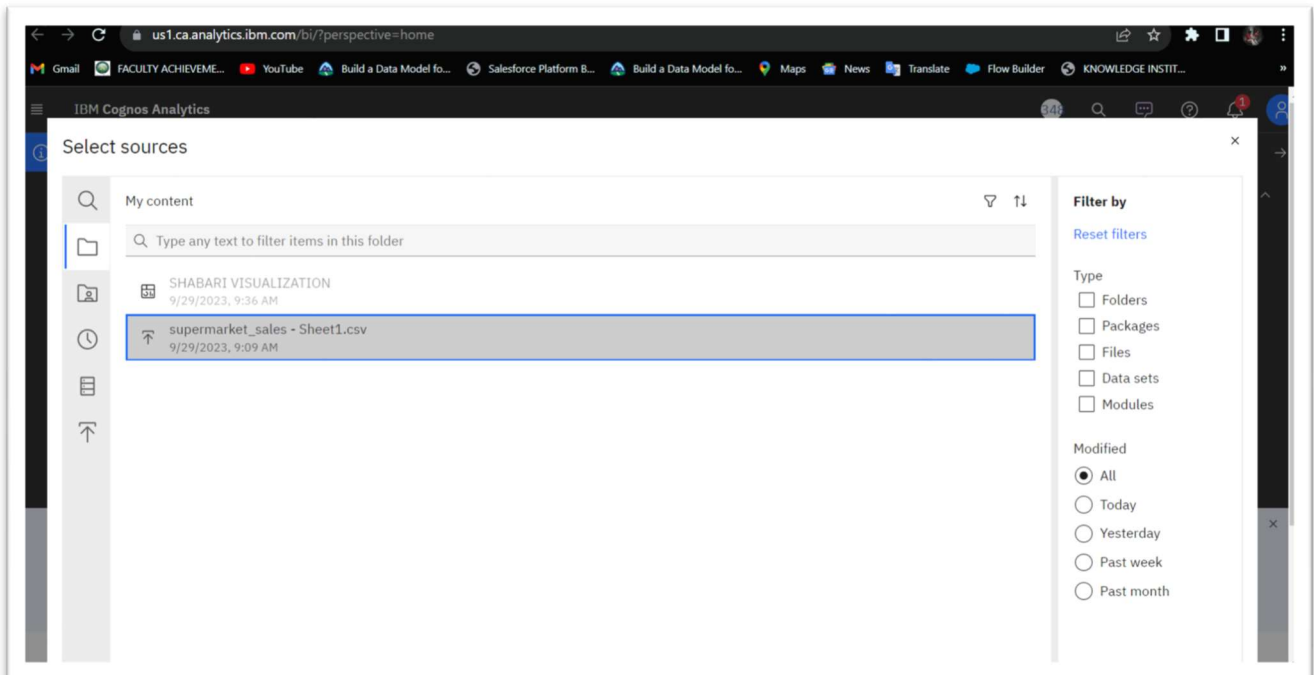 us1.ca.analytics.ibm.com/bi/?perspective=home
Gmail FACULTY ACHIEVEME... YouTube Build a Data Model fo... Salesforce Platform B... Build a Data Model fo... Maps News Translate Flow Builder KNOWLEDGE INSTIT... »
IBM Cognos Analytics
348
1
Select sources
My content
Type any text to filter items in this folder
SHABARI VISUALIZATION
9/29/2023, 9:36 AM
supermarket_sales - Sheet1.csv
9/29/2023, 9:09 AM
Filter by
Reset filters
Type
Folders
Packages
Files
Data sets
Modules
Modified
All
Today
Yesterday
Past week
Past month